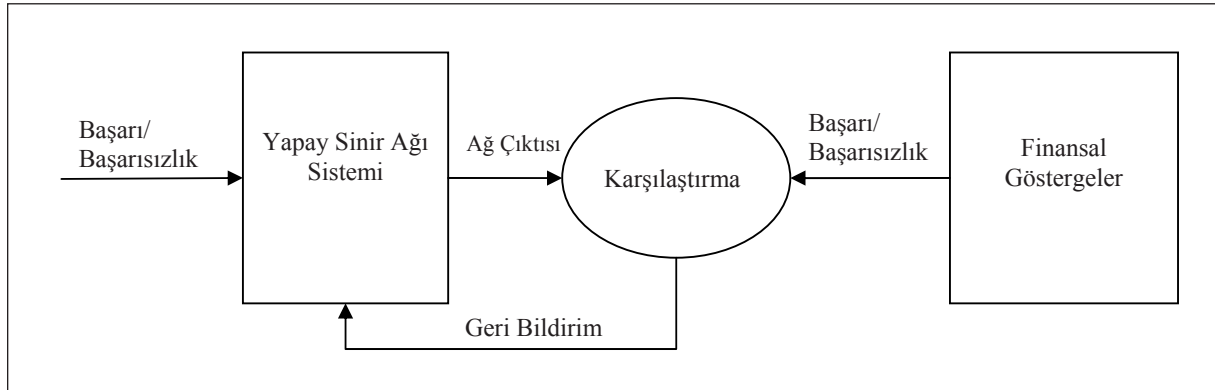 Başarı/
Başarısızlık
Yapay Sinir Ağı
Sistemi
Ağ Çıktısı
Karşılaştırma
Başarı/
Başarısızlık
Finansal
Göstergeler
Geri Bildirim